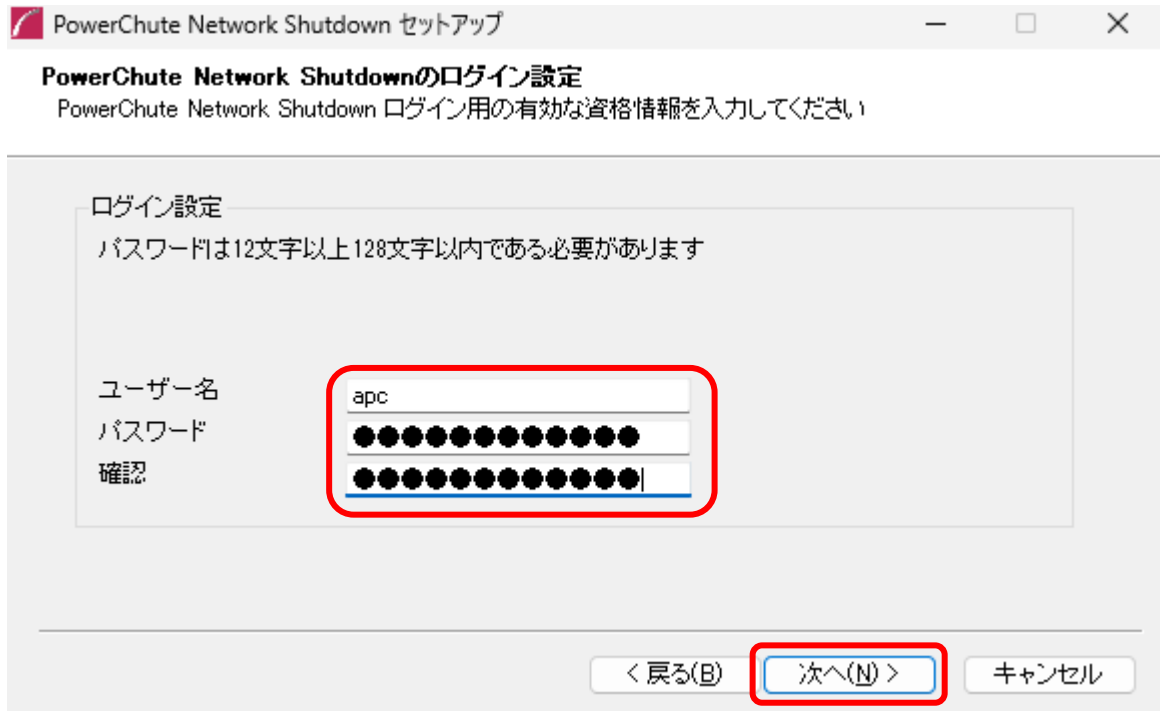 PowerChute Network Shutdown セットアップ
PowerChute Network Shutdownのログイン設定
PowerChute Network Shutdown ログイン用の有効な資格情報を入力してください
ログイン設定
パスワードは12文字以上128文字以内である必要があります
ユーザー名 apc
パスワード ●●●●●●●●●●●●
確認 ●●●●●●●●●●●●
< 戻る(B) 次へ(N) > キャンセル